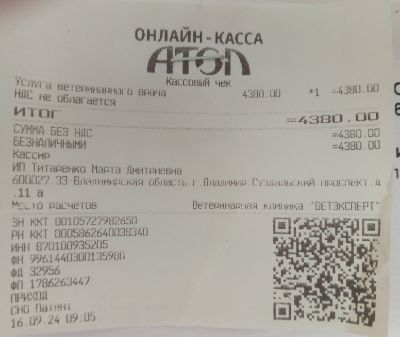 ОНЛАЙН-КАССА
АТОЛ
Кассовый чек
Услуга ветеринарного врача 4380.00 *1 =4380.00
НДС не облагается
ИТОГ =4380.00
СУММА БЕЗ НДС =4380.00
БЕЗНАЛИЧНЫМИ =4380.00
Кассир
ИП Титаренко Марта Дмитриевна
600027.33 Владимирская область г.Владимир.Суздальский проспект.д
.11 а
Место расчетов Ветеринарная клиника "ВЕТЭКСПЕРТ"
ЗН ККТ 00105727982650
РН ККТ 0005862640038340
ИНН 870100935205
ФН 9961440300135980
ФД 32956
ФП 1786263447
ПРИХОД
СНО Патент
16.09.24 09:05